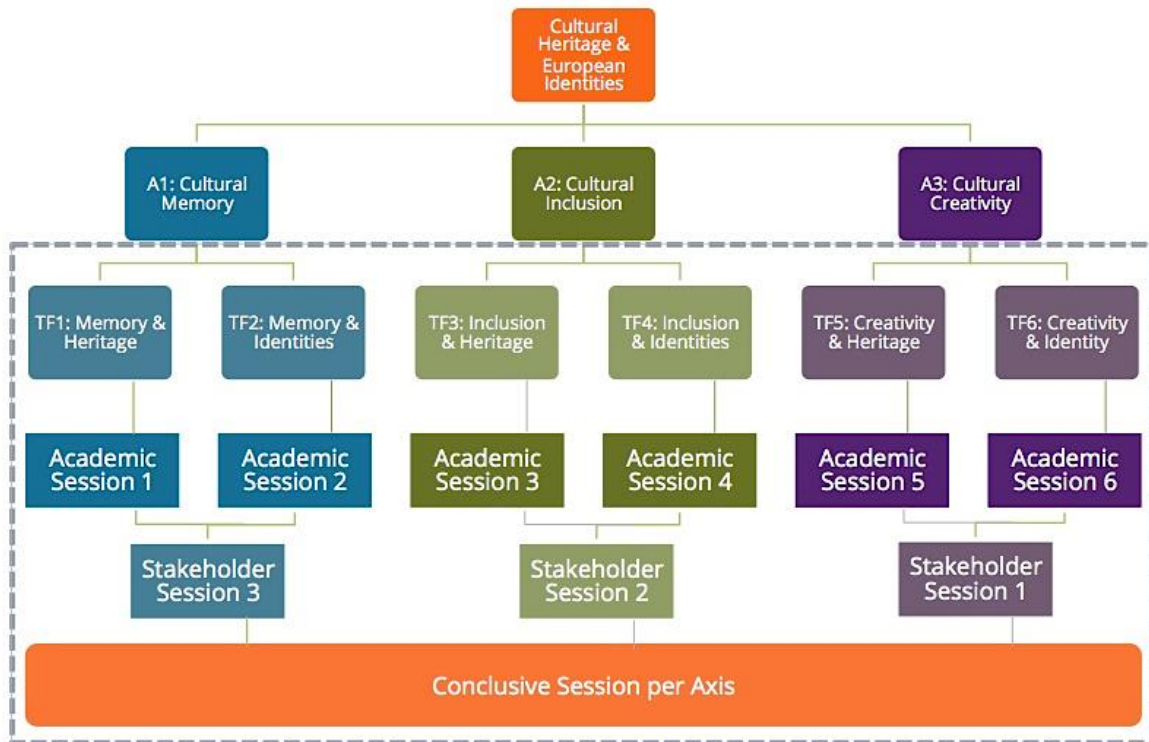 Cultural
Heritage &
European
Identities
A1: Cultural
Memory
A2: Cultural
Inclusion
A3: Cultural
Creativity
TF1: Memory &
Heritage
TF2: Memory &
Identities
TF3: Inclusion
& Heritage
TF4: Inclusion
& Identities
TF5: Creativity
& Heritage
TF6: Creativity
& Identity
Academic
Session 1
Academic
Session 2
Academic
Session 3
Academic
Session 4
Academic
Session 5
Academic
Session 6
Stakeholder
Session 3
Stakeholder
Session 2
Stakeholder
Session 1
Conclusive Session per Axis